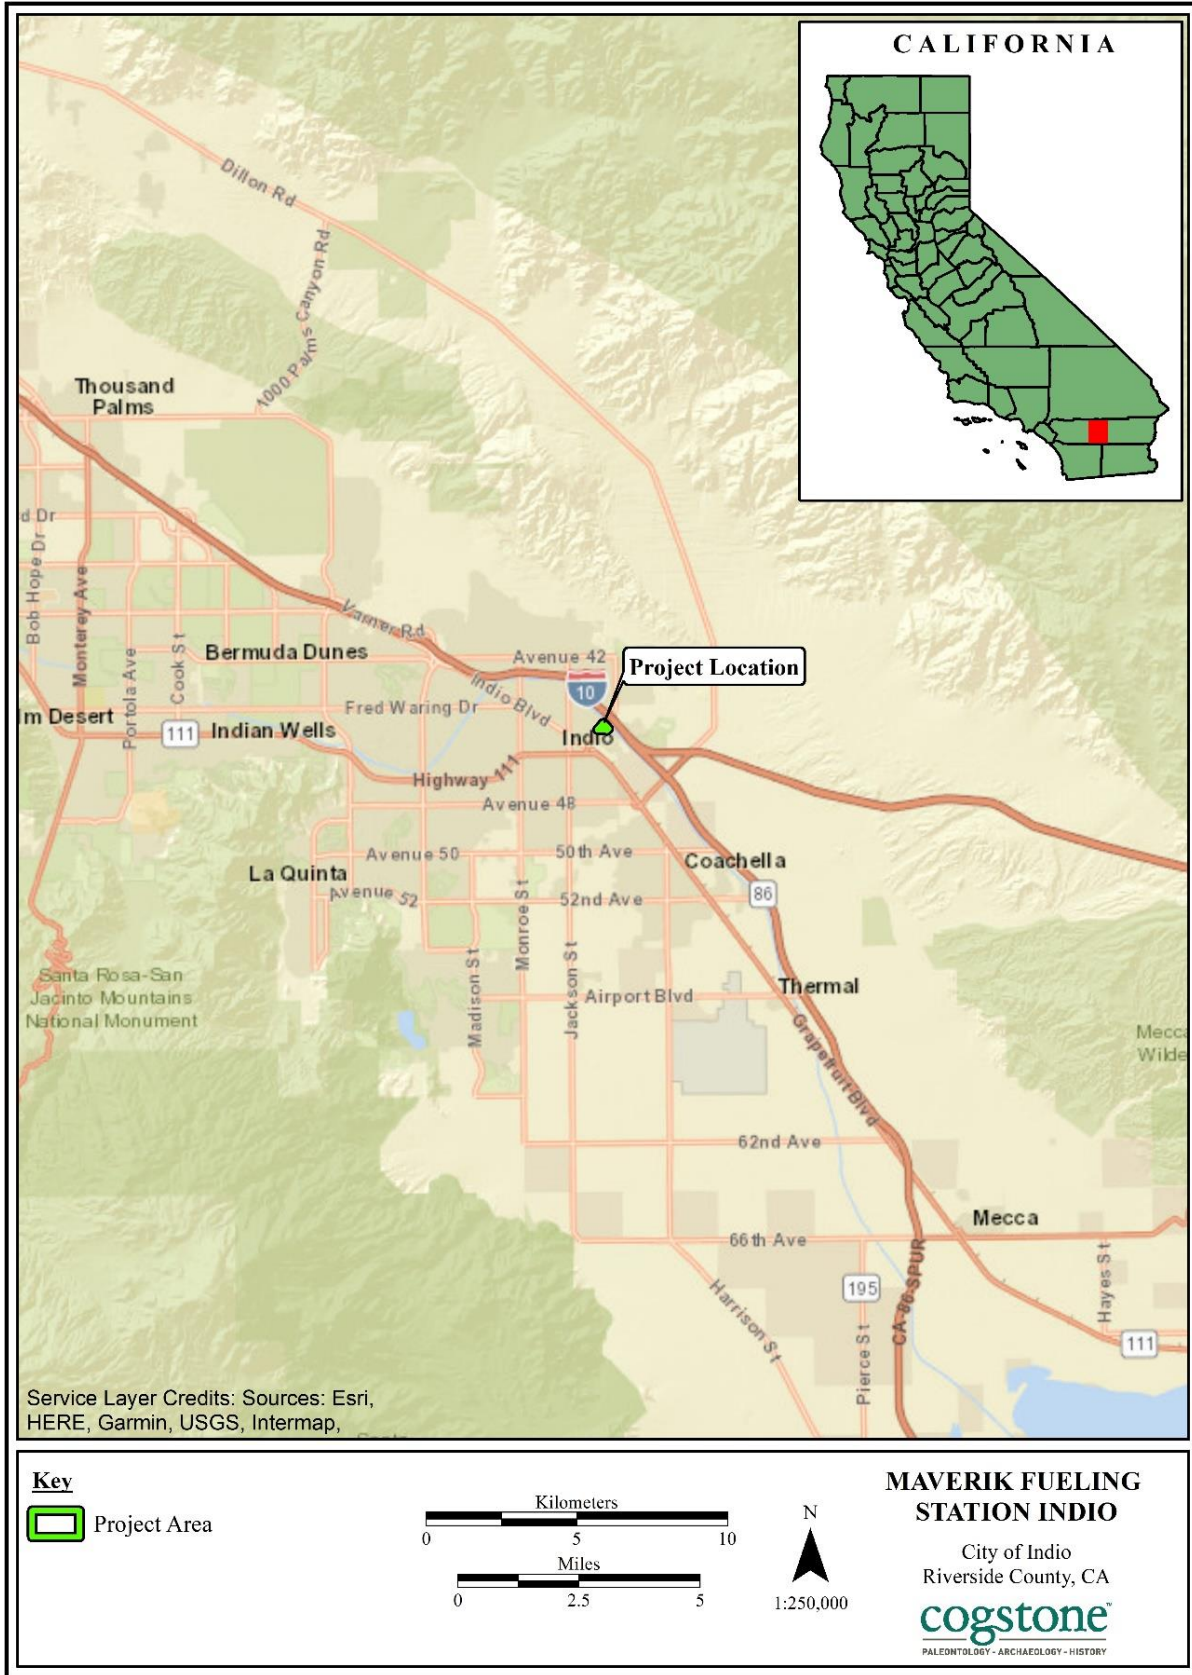 CALIFORNIA
Dillon Rd
1000 Palms Canyon Rd
Thousand
Palms
d Dr
Bob Hope Dr
Monterey Ave
Portola Ave
Cook St
Varner Rd
Bermuda Dunes
Avenue 42
Project Location
10
Indio Blvd
Fred Waring Dr
lm Desert
111
Indian Wells
Indio
Highway 111
Avenue 48
Avenue 50
50th Ave
Coachella
La Quinta
Avenue 52
52nd Ave
86
Monroe St
Madison St
Jackson St
Santa Rosa-San
Jacinto Mountains
National Monument
Airport Blvd
Thermal
Grapefruit Blvd
Mecca
Wilde
62nd Ave
Mecca
66th Ave
195
Harrison St
Pierce St
CA-86 SPUR
Hayes St
111
Service Layer Credits: Sources: Esri,
HERE, Garmin, USGS, Intermap,
Key
Project Area
Kilometers
0 5 10
Miles
0 2.5 5
N
1:250,000
MAVERIK FUELING
STATION INDIO
City of Indio
Riverside County, CA
cogstone™
PALEONTOLOGY - ARCHAEOLOGY - HISTORY